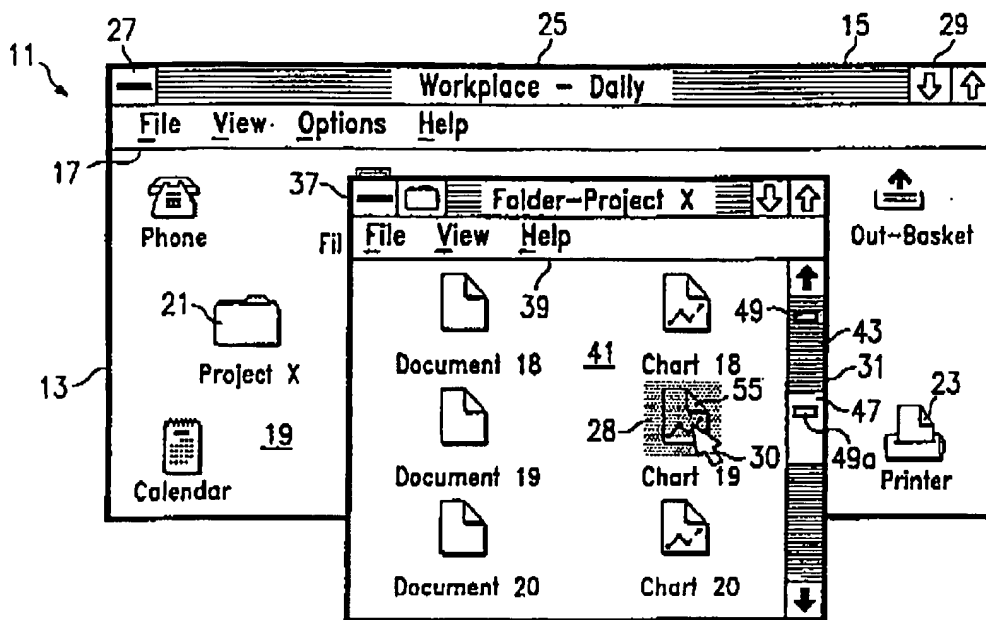 11
27
25
15
29
Workplace - Daily
File View Options Help
17
37
Folder-Project X
Phone
Fil
File View Help
Out-Basket
21
39
49
43
Document 18
41
Chart 18
31
Project X
13
55
23
28
47
19
30
49a
Calendar
Document 19
Chart 19
Printer
Document 20
Chart 20